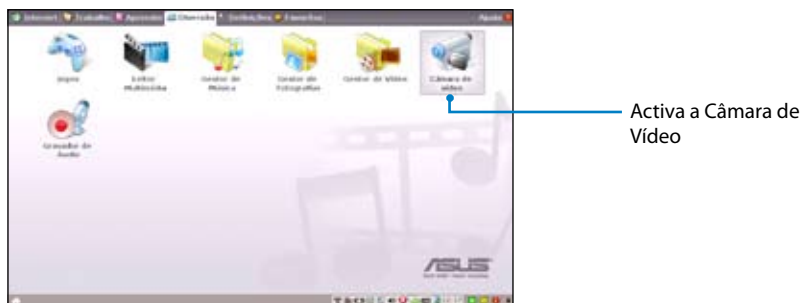 Internet Trabalho Aprender Diversão Definições Favoritos Ajuda
Jogos
Leitor Multimédia
Gestor de Música
Gestor de Fotografias
Gestor de Vídeo
Câmara de vídeo
Gravador de Áudio
Activa a Câmara de
Vídeo
ASUS